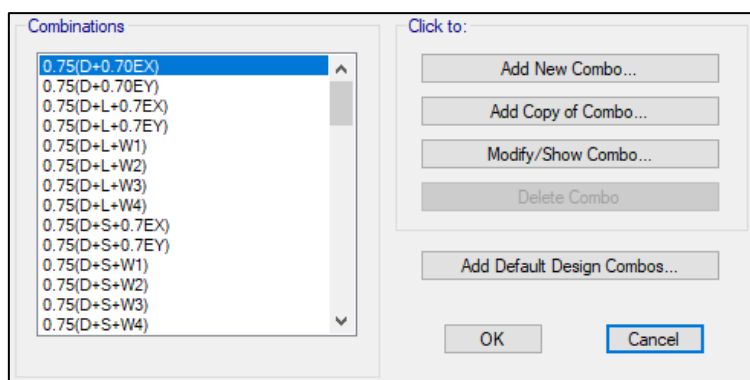 Combinations
0.75(D+0.70EX)
0.75(D+0.70EY)
0.75(D+L+0.7EX)
0.75(D+L+0.7EY)
0.75(D+L+W1)
0.75(D+L+W2)
0.75(D+L+W3)
0.75(D+L+W4)
0.75(D+S+0.7EX)
0.75(D+S+0.7EY)
0.75(D+S+W1)
0.75(D+S+W2)
0.75(D+S+W3)
0.75(D+S+W4)
Click to:
Add New Combo...
Add Copy of Combo...
Modify/Show Combo...
Delete Combo
Add Default Design Combos...
OK
Cancel